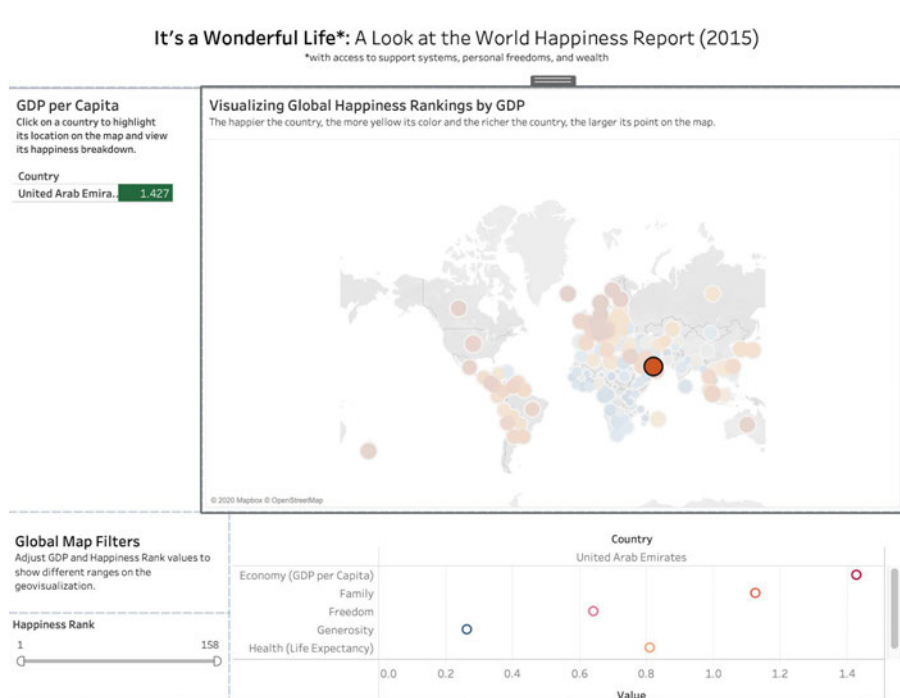 It's a Wonderful Life*: A Look at the World Happiness Report (2015)
*with access to support systems, personal freedoms, and wealth
GDP per Capita
Click on a country to highlight
its location on the map and view
its happiness breakdown.
Country
United Arab Emira.. 1.427
Visualizing Global Happiness Rankings by GDP
The happier the country, the more yellow its color and the richer the country, the larger its point on the map.
© 2020 Mapbox © OpenStreetMap
Global Map Filters
Adjust GDP and Happiness Rank values to
show different ranges on the
geovisualization.
Happiness Rank
1 158
Country
United Arab Emirates
Economy (GDP per Capita)
Family
Freedom
Generosity
Health (Life Expectancy)
0.0 0.2 0.4 0.6 0.8 1.0 1.2 1.4
Value